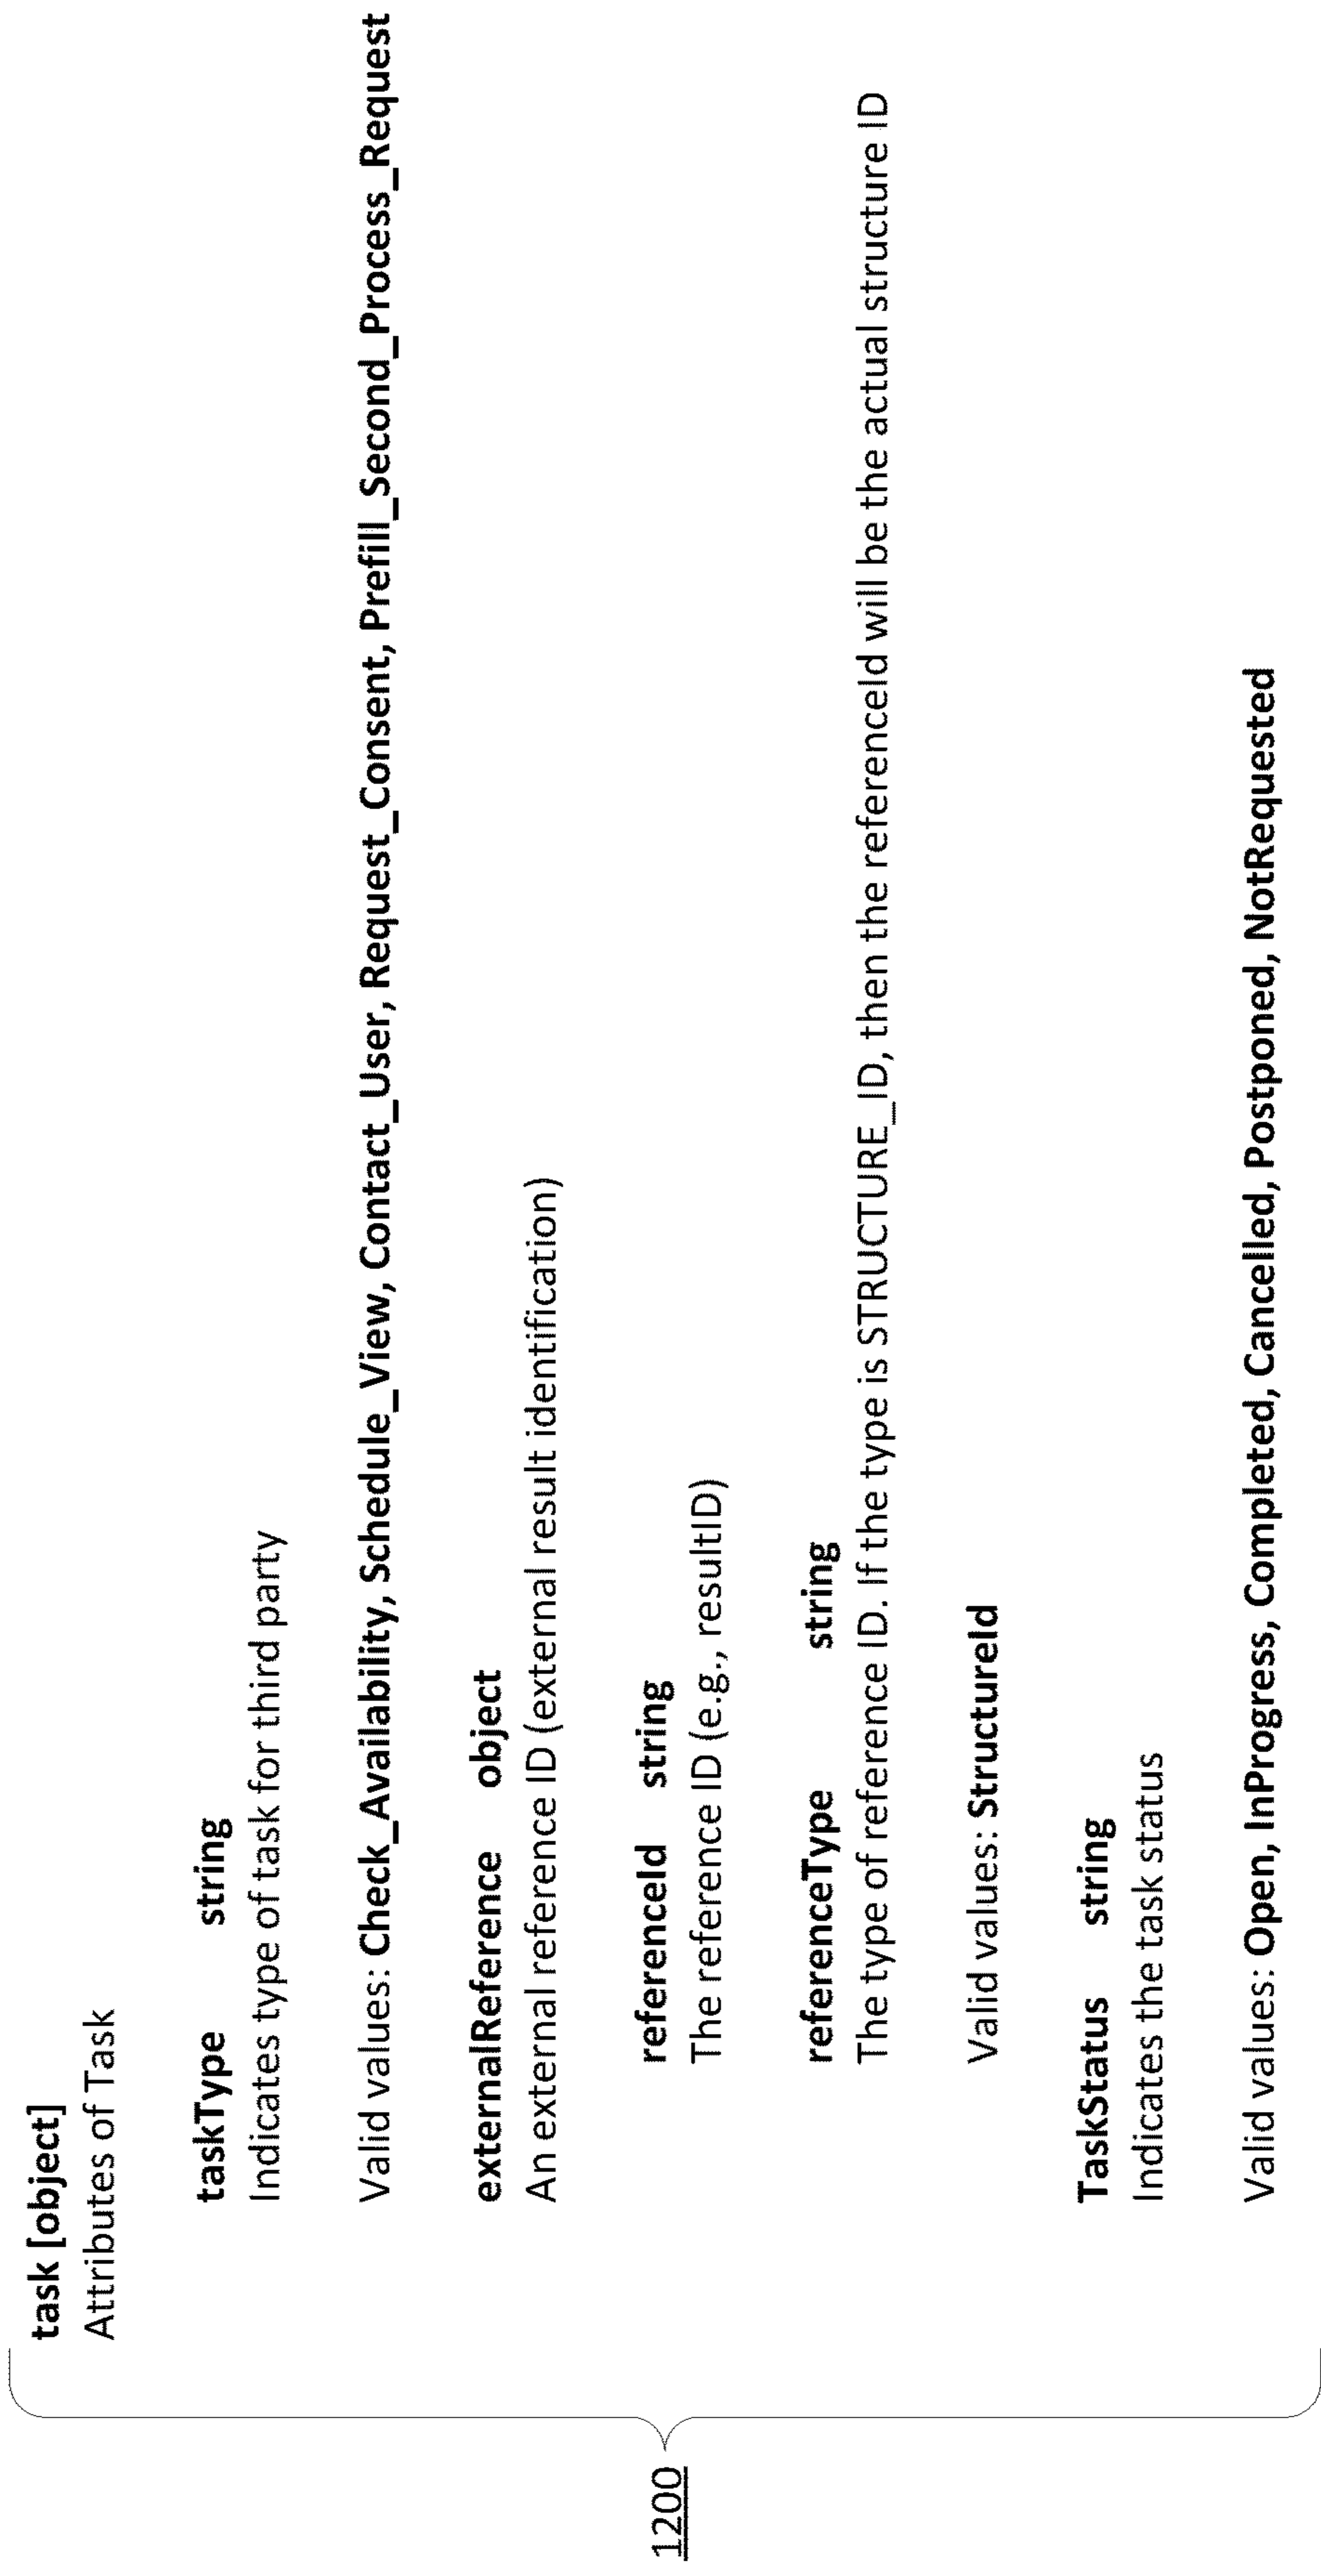 task [object]
Attributes of Task
taskType string
Indicates type of task for third party
Valid values: Check_Availability, Schedule_View, Contact_User, Request_Consent, Prefill_Second_Process_Request
externalReference object
An external reference ID (external result identification)
referenceId string
The reference ID (e.g., resultID)
referenceType string
The type of reference ID. If the type is STRUCTURE_ID, then the referenceId will be the actual structure ID
Valid values: StructureId
TaskStatus string
Indicates the task status
Valid values: Open, InProgress, Completed, Cancelled, Postponed, NotRequested
1200